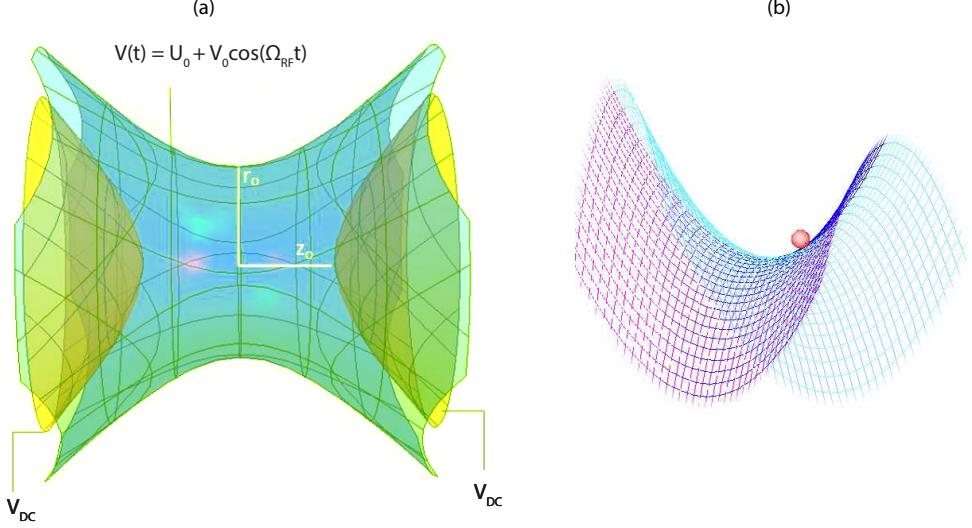 (a)
(b)
V(t) = U₀ + V₀cos(Ω_RF t)
r₀
z₀
V_DC
V_DC